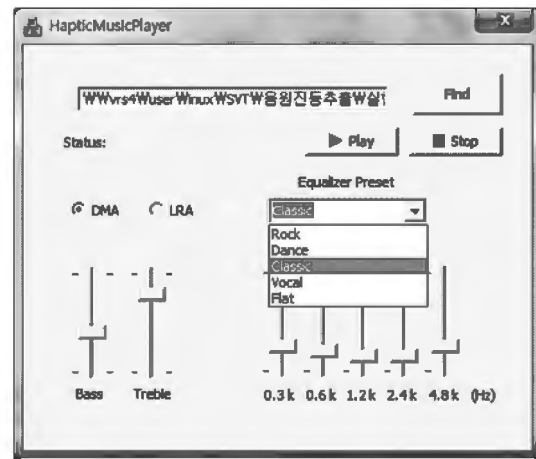 HapticMusicPlayer
X
₩₩vrs4₩user₩inux₩SVT₩음원진동추출₩실
Find
Status:
Play
Stop
Equalizer Preset
DMA
LRA
Classic
Rock
Dance
Classic
Vocal
Flat
Bass
Treble
0.3k 0.6k 1.2k 2.4k 4.8k (Hz)